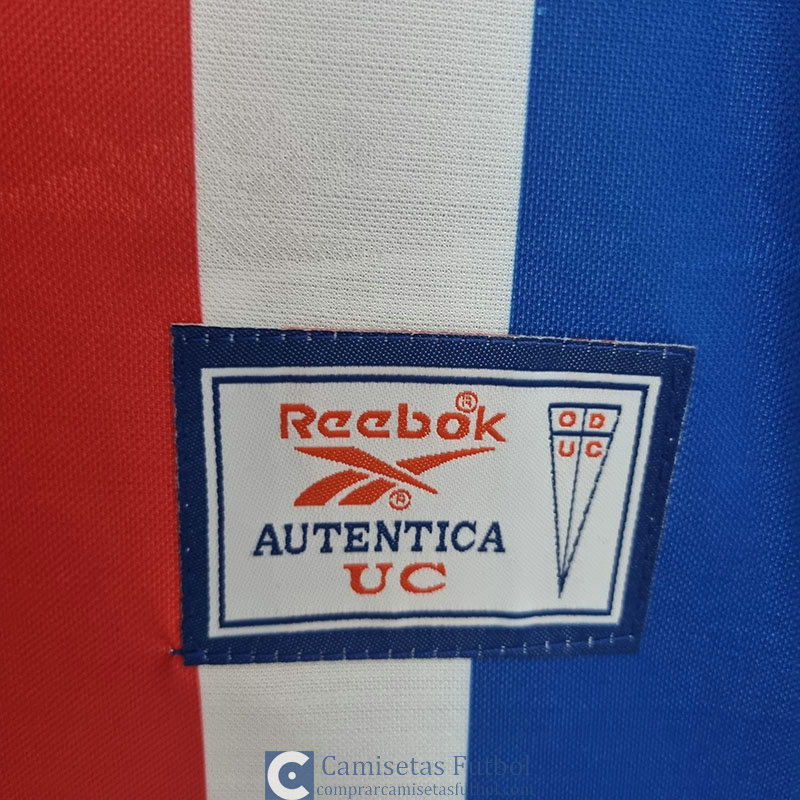 Reebok
®
®
AUTENTICA
UC
O D
U C
C
Camisetas Futbol
comprarcamisetasfutbol.com